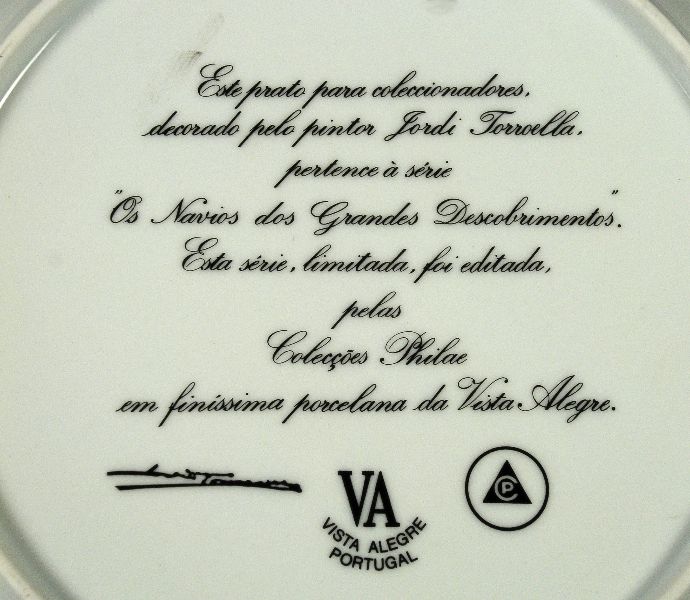 Este prato para coleccionadores,
decorado pelo pintor Jordi Torroella,
pertence à série
"Os Navios dos Grandes Descobrimentos".
Esta série, limitada, foi editada,
pelas
Colecções Philae
em finíssima porcelana da Vista Alegre.
VA
VISTA ALEGRE
PORTUGAL